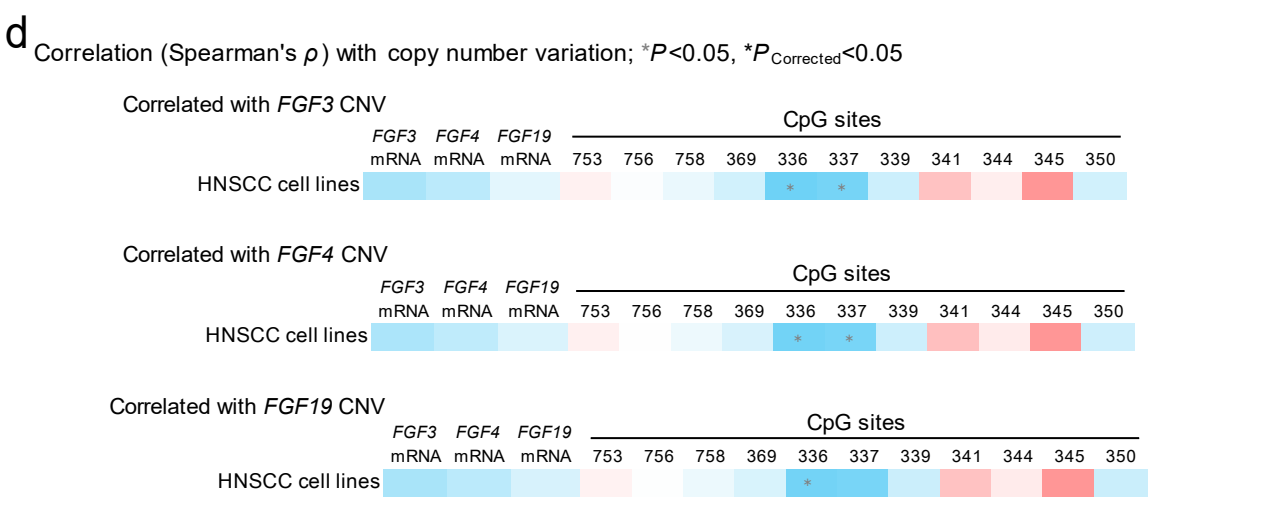 d
Correlation (Spearman's ρ) with copy number variation; *P<0.05, *PCorrected<0.05
Correlated with FGF3 CNV
CpG sites
FGF3 FGF4 FGF19
mRNA mRNA mRNA 753 756 758 369 336 337 339 341 344 345 350
HNSCC cell lines * *
Correlated with FGF4 CNV
CpG sites
FGF3 FGF4 FGF19
mRNA mRNA mRNA 753 756 758 369 336 337 339 341 344 345 350
HNSCC cell lines * *
Correlated with FGF19 CNV
CpG sites
FGF3 FGF4 FGF19
mRNA mRNA mRNA 753 756 758 369 336 337 339 341 344 345 350
HNSCC cell lines *